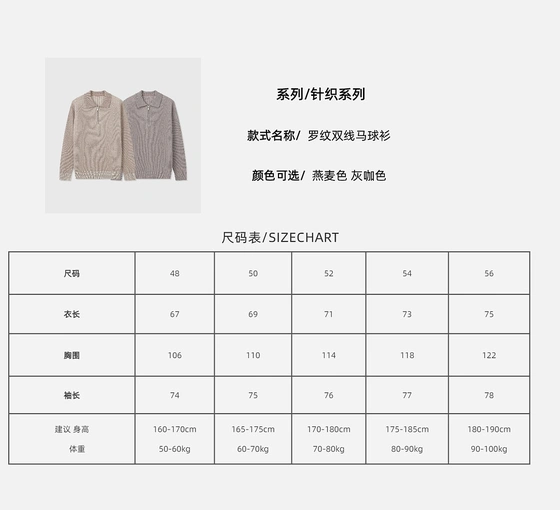 系列/针织系列
款式名称/ 罗纹双线马球衫
颜色可选/ 燕麦色 灰咖色
尺码表/SIZECHART
尺码 48 50 52 54 56
衣长 67 69 71 73 75
胸围 106 110 114 118 122
袖长 74 75 76 77 78
建议 身高 160-170cm 165-175cm 170-180cm 175-185cm 180-190cm
体重 50-60kg 60-70kg 70-80kg 80-90kg 90-100kg